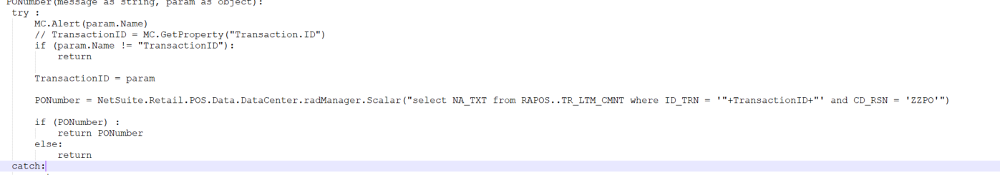 PONumber(message as string, param as object):
try :
MC.Alert(param.Name)
// TransactionID = MC.GetProperty("Transaction.ID")
if (param.Name != "TransactionID"):
return
TransactionID = param
PONumber = NetSuite.Retail.POS.Data.DataCenter.radManager.Scalar("select NA_TXT from RAPOS..TR_LTM_CMNT where ID_TRN = '"+TransactionID+"' and CD_RSN = 'ZZPO'")
if (PONumber) :
return PONumber
else:
return
catch: